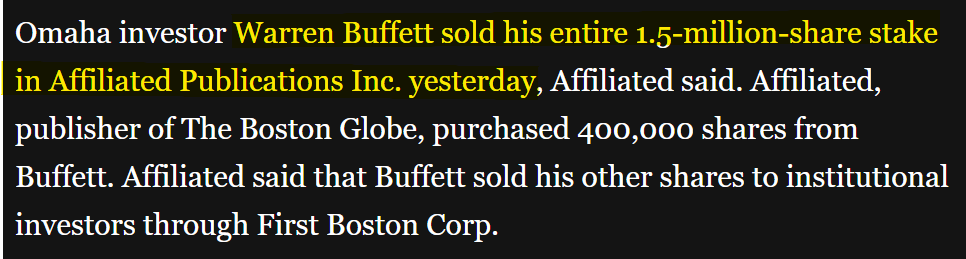 Omaha investor Warren Buffett sold his entire 1.5-million-share stake
in Affiliated Publications Inc. yesterday, Affiliated said. Affiliated,
publisher of The Boston Globe, purchased 400,000 shares from
Buffett. Affiliated said that Buffett sold his other shares to institutional
investors through First Boston Corp.